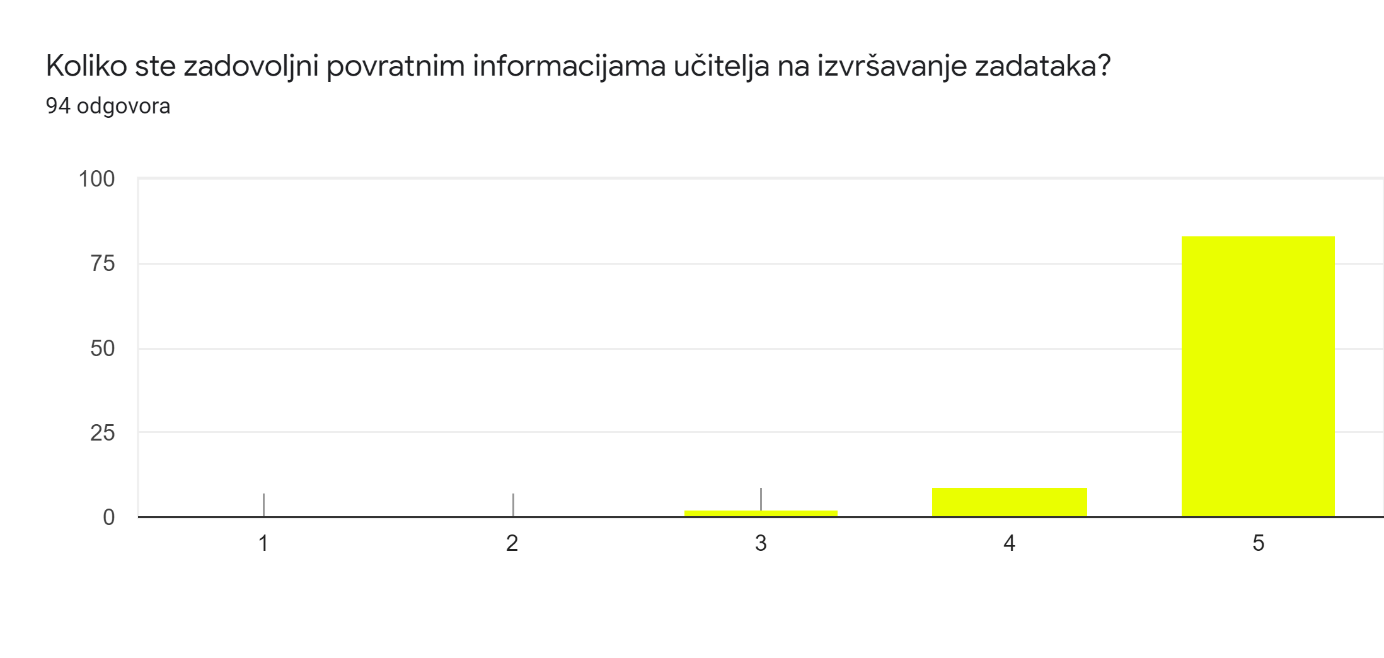 Koliko ste zadovoljni povratnim informacijama učitelja na izvršavanje zadataka?
94 odgovora
100
75
50
25
0
1 2 3 4 5